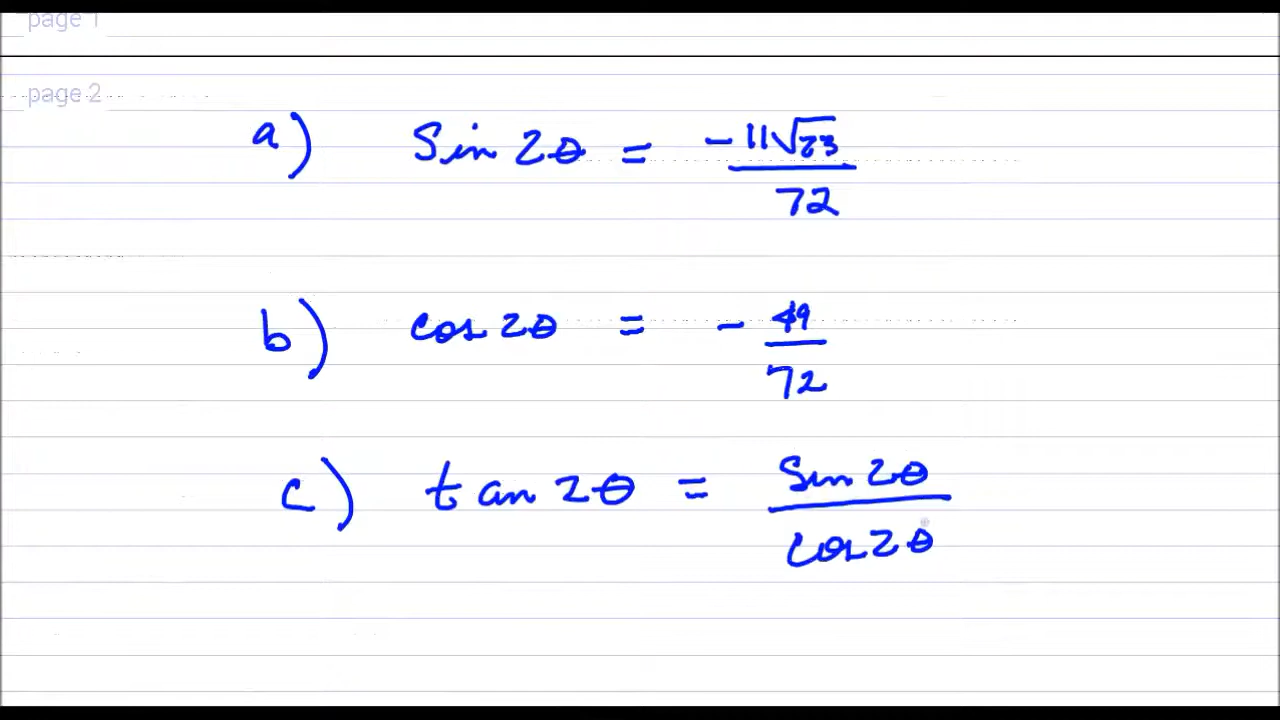 page 1
page 2
a) Sin 2θ = -11√23/72
b) cos 2θ = - 49/72
c) tan 2θ = Sin 2θ/cos 2θ